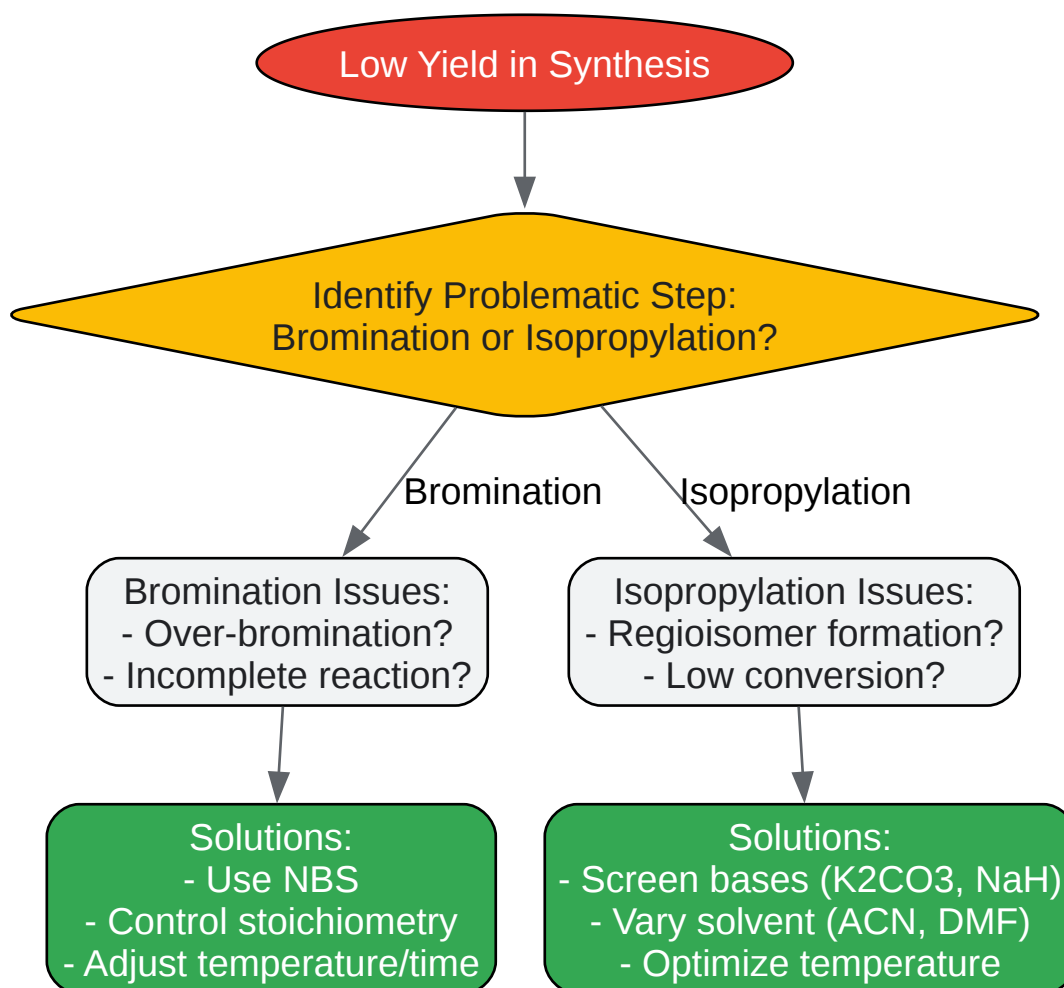 Low Yield in Synthesis
Identify Problematic Step:
Bromination or Isopropylation?
Bromination
Isopropylation
Bromination Issues:
- Over-bromination?
- Incomplete reaction?
Isopropylation Issues:
- Regioisomer formation?
- Low conversion?
Solutions:
- Use NBS
- Control stoichiometry
- Adjust temperature/time
Solutions:
- Screen bases (K2CO3, NaH)
- Vary solvent (ACN, DMF)
- Optimize temperature